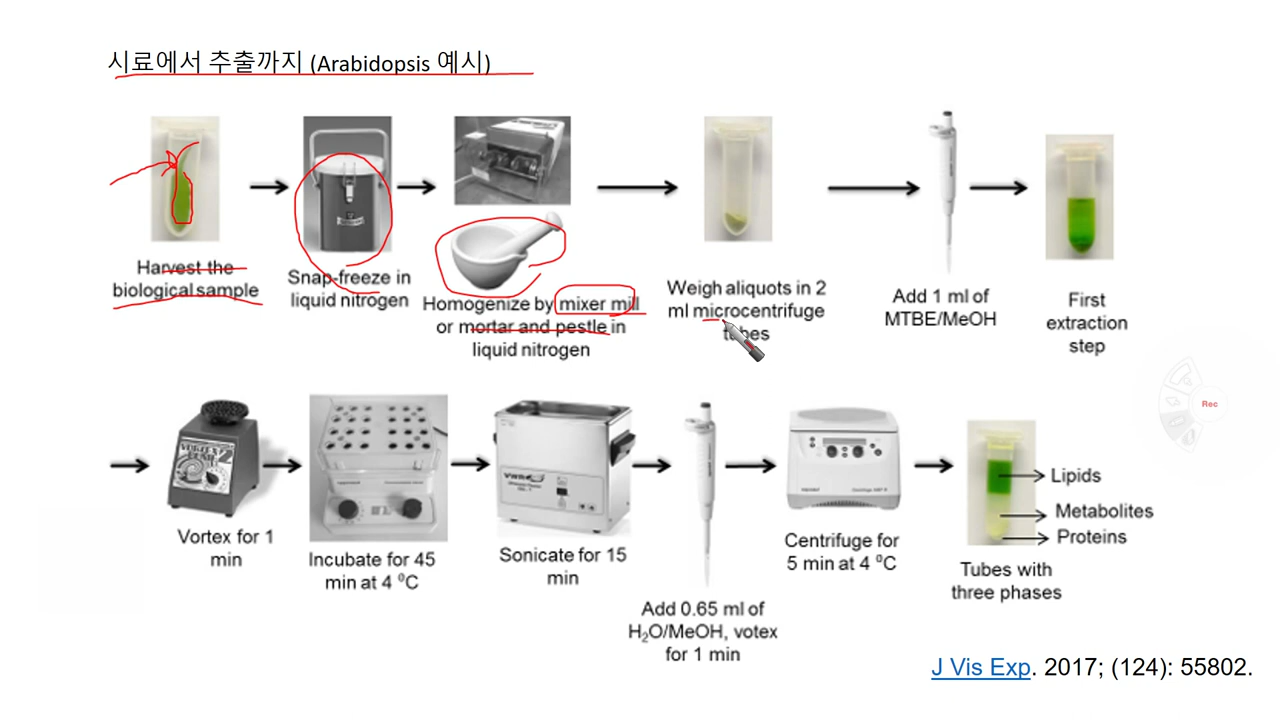 시료에서 추출까지 (Arabidopsis 예시)
Harvest the
biological sample
Snap-freeze in
liquid nitrogen
Homogenize by mixer mill
or mortar and pestle in
liquid nitrogen
Weigh aliquots in 2
ml microcentrifuge
tubes
Add 1 ml of
MTBE/MeOH
First
extraction
step
Vortex for 1
min
Incubate for 45
min at 4 ⁰C
Sonicate for 15
min
Add 0.65 ml of
H₂O/MeOH, votex
for 1 min
Centrifuge for
5 min at 4 ⁰C
Lipids
Metabolites
Proteins
Tubes with
three phases
Rec
J Vis Exp. 2017; (124): 55802.